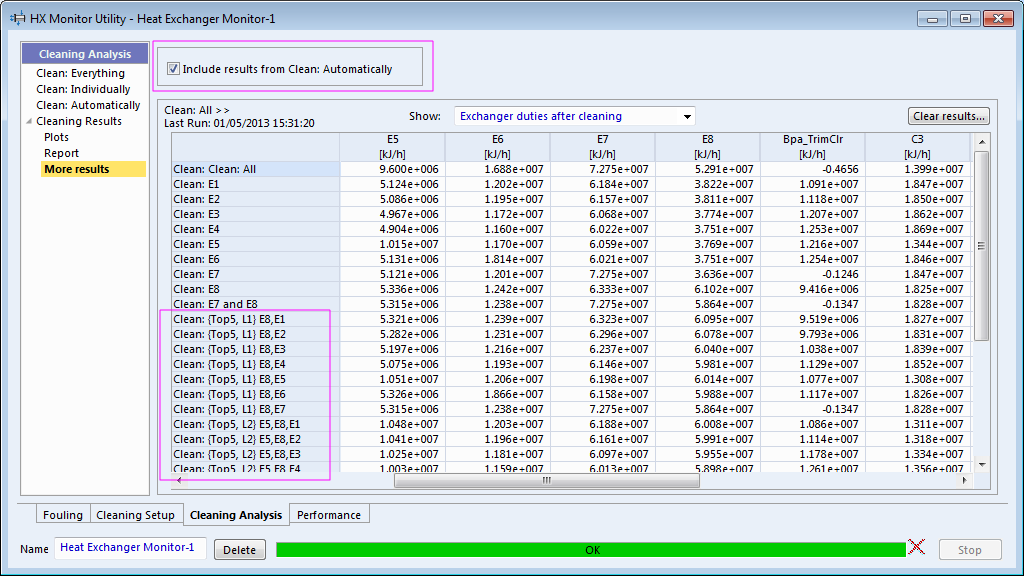 HX Monitor Utility - Heat Exchanger Monitor-1
Cleaning Analysis
Clean: Everything
Clean: Individually
Clean: Automatically
Cleaning Results
Plots
Report
More results
Include results from Clean: Automatically
Clean: All >>
Last Run: 01/05/2013 15:31:20
Show: Exchanger duties after cleaning
Clear results...
E5 E6 E7 E8 Bpa_TrimClr C3
[kJ/h] [kJ/h] [kJ/h] [kJ/h] [kJ/h] [kJ/h]
Clean: Clean: All 9.600e+006 1.688e+007 7.275e+007 5.291e+007 -0.4656 1.399e+007
Clean: E1 5.124e+006 1.202e+007 6.184e+007 3.822e+007 1.091e+007 1.847e+007
Clean: E2 5.086e+006 1.195e+007 6.157e+007 3.811e+007 1.118e+007 1.850e+007
Clean: E3 4.967e+006 1.172e+007 6.068e+007 3.774e+007 1.207e+007 1.862e+007
Clean: E4 4.904e+006 1.160e+007 6.022e+007 3.751e+007 1.253e+007 1.869e+007
Clean: E5 1.015e+007 1.170e+007 6.059e+007 3.769e+007 1.216e+007 1.344e+007
Clean: E6 5.131e+006 1.814e+007 6.021e+007 3.751e+007 1.254e+007 1.846e+007
Clean: E7 5.121e+006 1.201e+007 7.275e+007 3.636e+007 -0.1246 1.847e+007
Clean: E8 5.336e+006 1.242e+007 6.333e+007 6.102e+007 9.416e+006 1.825e+007
Clean: E7 and E8 5.315e+006 1.238e+007 7.275e+007 5.864e+007 -0.1347 1.828e+007
Clean: {Top5, L1} E8,E1 5.321e+006 1.239e+007 6.323e+007 6.095e+007 9.519e+006 1.827e+007
Clean: {Top5, L1} E8,E2 5.282e+006 1.231e+007 6.296e+007 6.078e+007 9.793e+006 1.831e+007
Clean: {Top5, L1} E8,E3 5.197e+006 1.216e+007 6.237e+007 6.040e+007 1.038e+007 1.839e+007
Clean: {Top5, L1} E8,E4 5.075e+006 1.193e+007 6.146e+007 5.981e+007 1.129e+007 1.852e+007
Clean: {Top5, L1} E8,E5 1.051e+007 1.206e+007 6.198e+007 6.014e+007 1.077e+007 1.308e+007
Clean: {Top5, L1} E8,E6 5.326e+006 1.866e+007 6.158e+007 5.988e+007 1.117e+007 1.826e+007
Clean: {Top5, L1} E8,E7 5.315e+006 1.238e+007 7.275e+007 5.864e+007 -0.1347 1.828e+007
Clean: {Top5, L2} E5,E8,E1 1.048e+007 1.203e+007 6.188e+007 6.008e+007 1.086e+007 1.311e+007
Clean: {Top5, L2} E5,E8,E2 1.041e+007 1.196e+007 6.161e+007 5.991e+007 1.114e+007 1.318e+007
Clean: {Top5, L2} E5,E8,E3 1.025e+007 1.181e+007 6.097e+007 5.955e+007 1.178e+007 1.334e+007
Clean: {Top5, L2} E5,E8,E4 1.003e+007 1.159e+007 6.013e+007 5.898e+007 1.261e+007 1.356e+007
Fouling Cleaning Setup Cleaning Analysis Performance
Name Heat Exchanger Monitor-1 Delete OK Stop